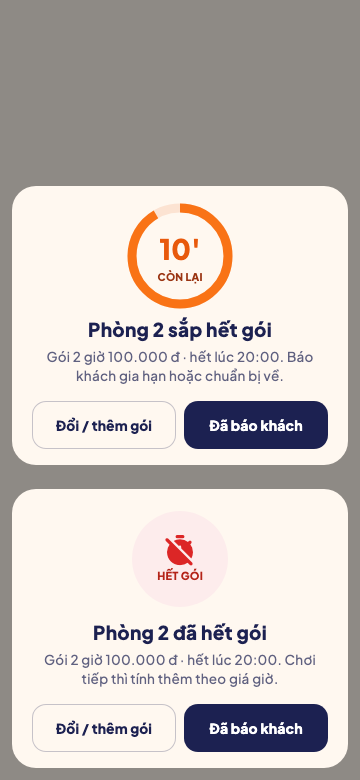 10'
CÒN LẠI
Phòng 2 sắp hết gói
Gói 2 giờ 100.000 đ · hết lúc 20:00. Báo
khách gia hạn hoặc chuẩn bị về.
Đổi / thêm gói
Đã báo khách
HẾT GÓI
Phòng 2 đã hết gói
Gói 2 giờ 100.000 đ · hết lúc 20:00. Chơi
tiếp thì tính thêm theo giá giờ.
Đổi / thêm gói
Đã báo khách